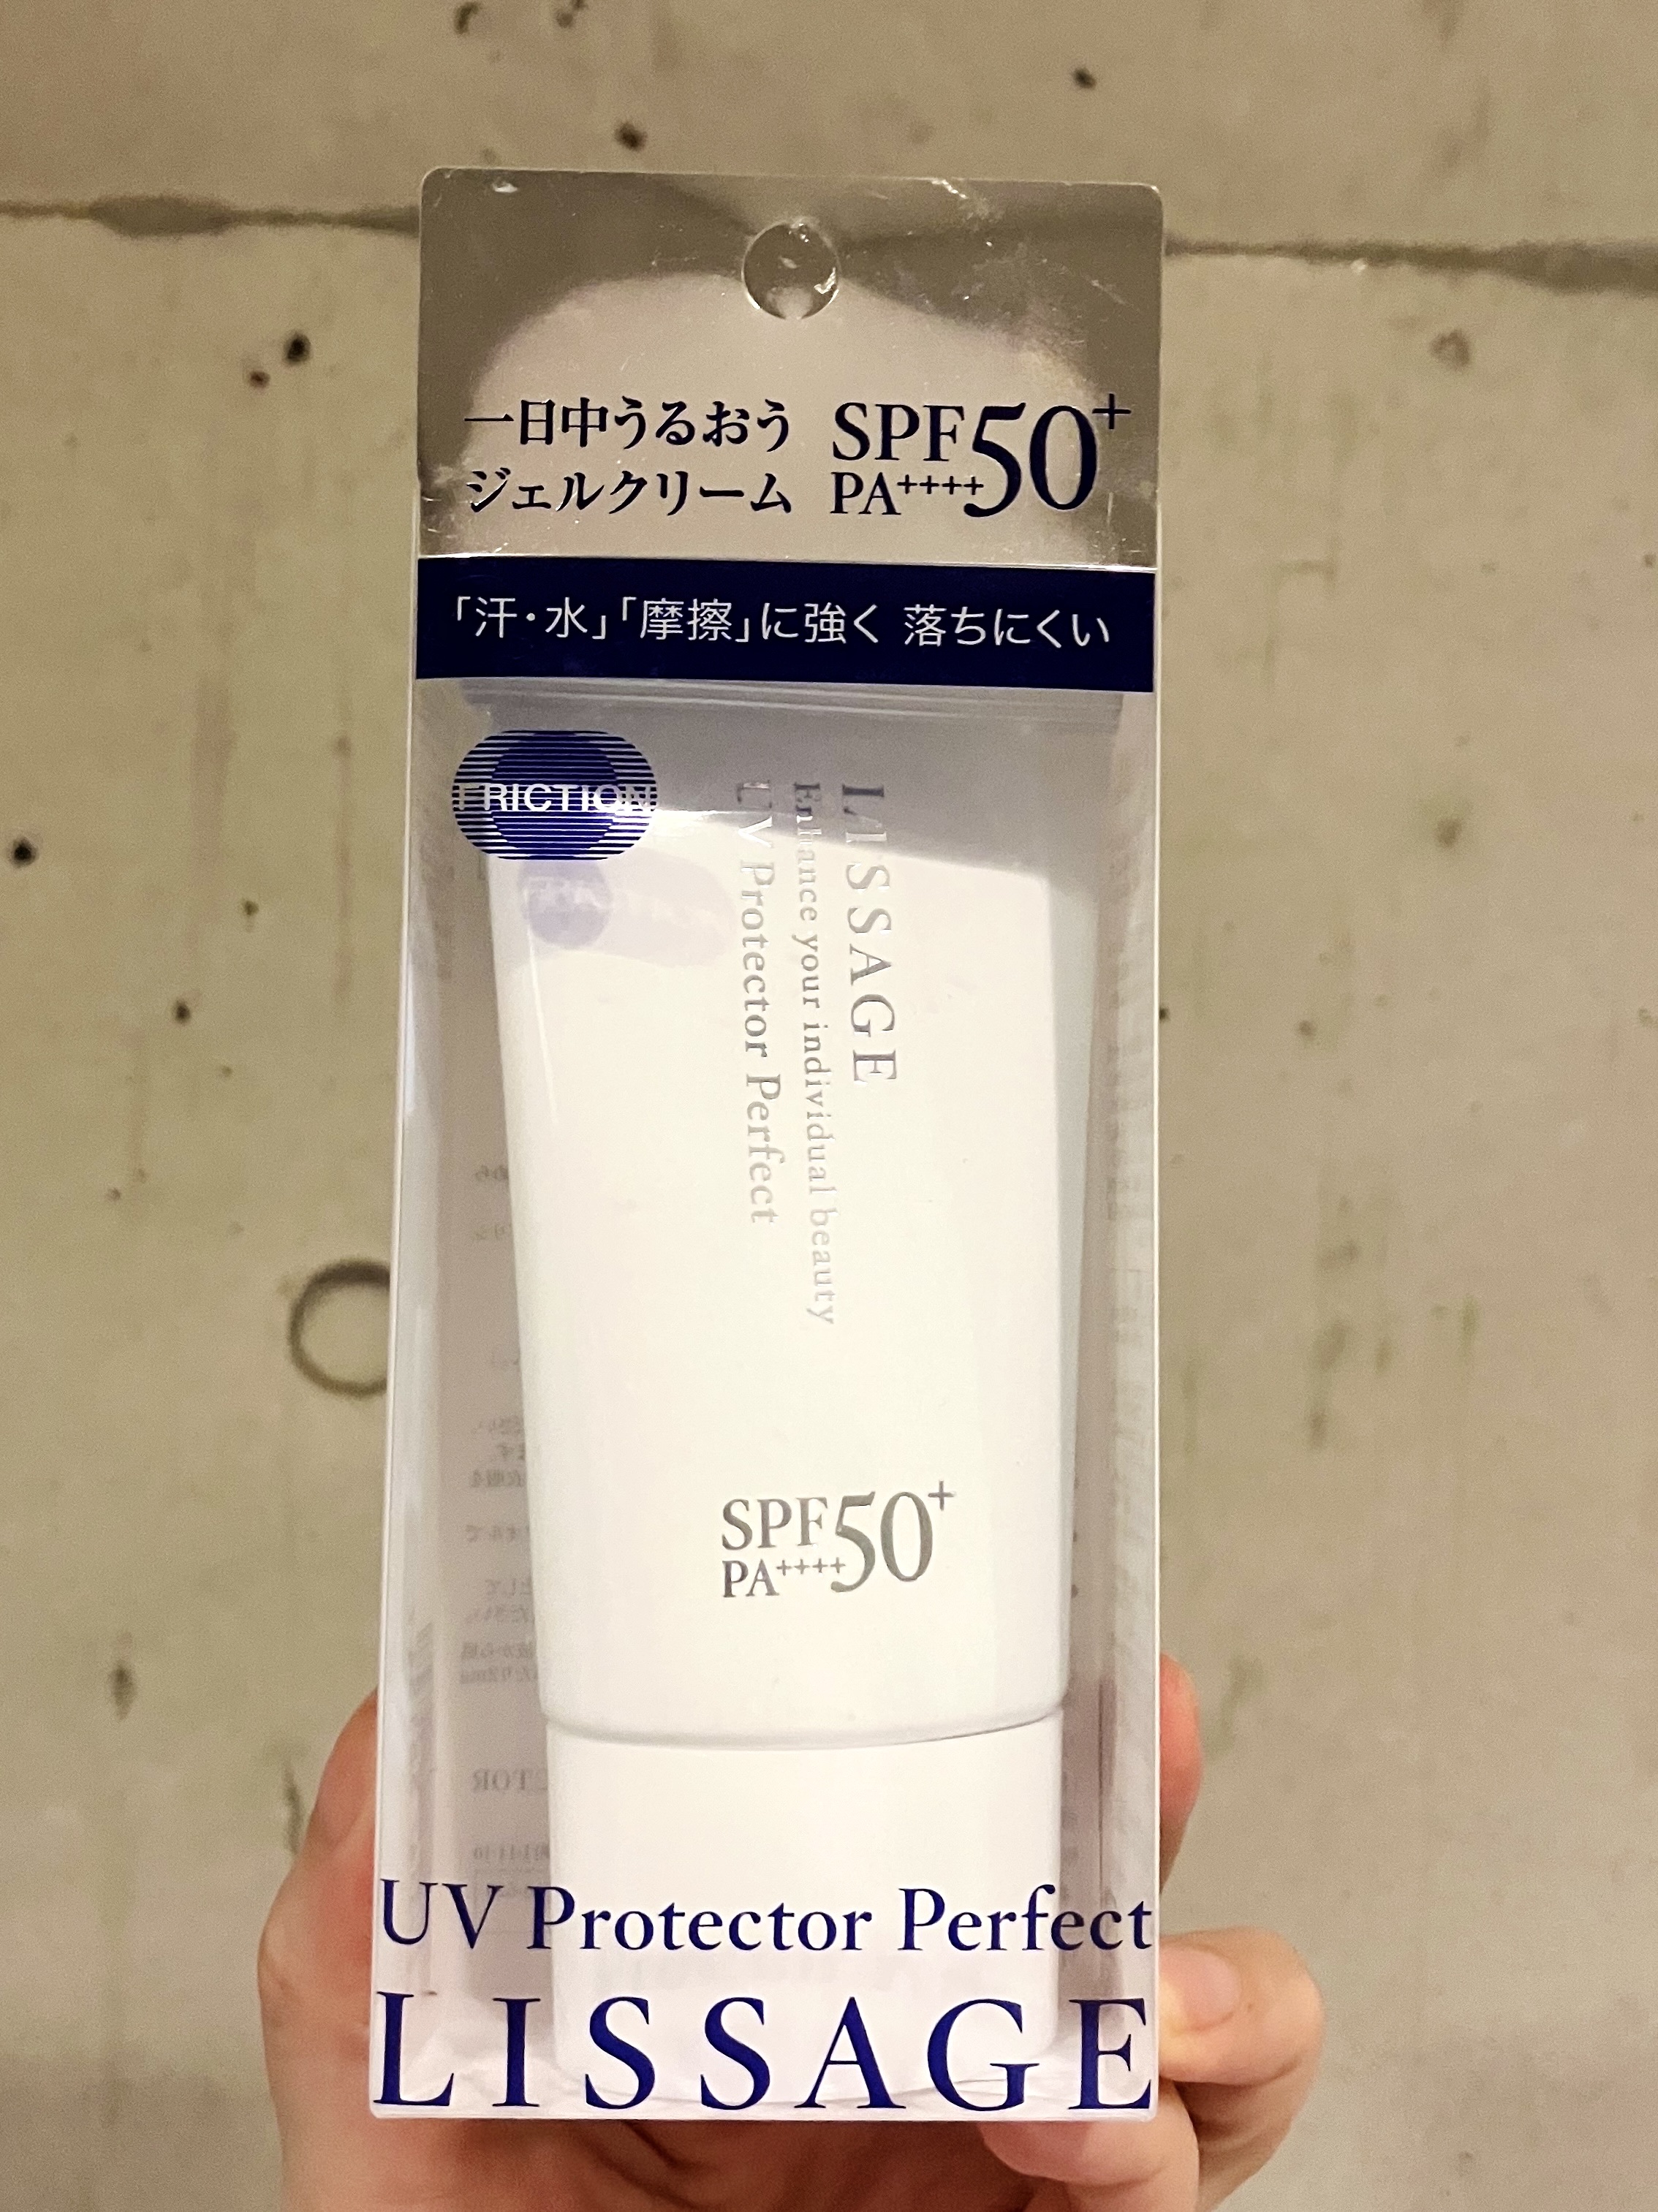 一日中うるおう
ジェルクリーム
SPF50+
PA++++
「汗・水」「摩擦」に強く 落ちにくい
FRICTION
LISSAGE
Enhance your individual beauty
UV Protector Perfect
SPF50+
PA++++
UV Protector Perfect
LISSAGE